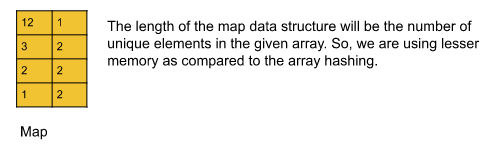 12 1
3 2
2 2
1 2
The length of the map data structure will be the number of
unique elements in the given array. So, we are using lesser
memory as compared to the array hashing.
Map